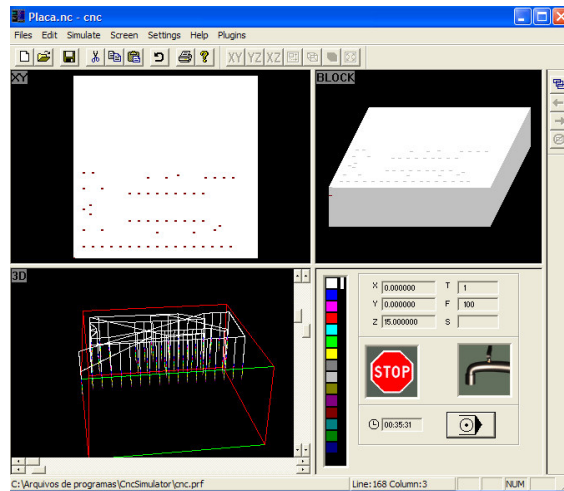 Placa.nc - cnc
Files Edit Simulate Screen Settings Help Plugins
XY YZ XZ
XY
BLOCK
3D
X 0.000000 T 1
Y 0.000000 F 100
Z 15.000000 S
STOP
00:35:31
C:\Arquivos de programas\CncSimulator\cnc.prf Line:168 Column:3 NUM